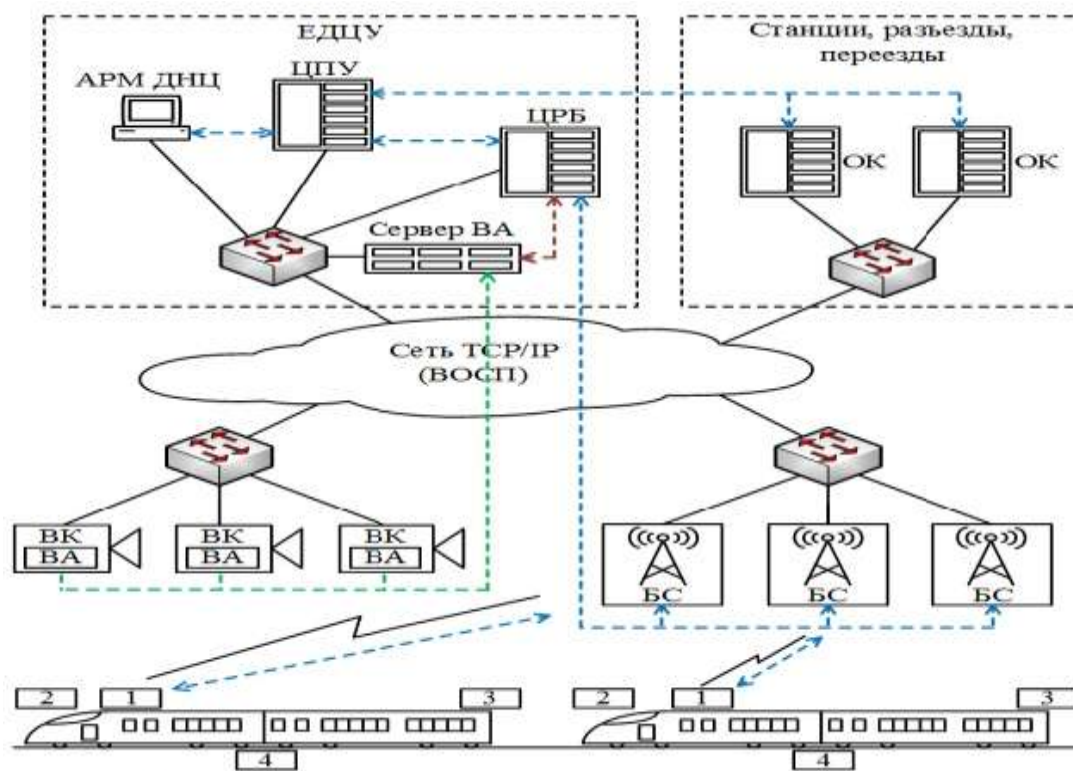 ЕДЦУ
Станции, разъезды,
переезды
АРМ ДНЦ
ЦПУ
ЦРБ
ОК
ОК
Сервер ВА
Сеть TCP/IP
(ВОСП)
ВК
ВА
ВК
ВА
ВК
ВА
БС
БС
БС
2
1
3
2
1
3
4
4